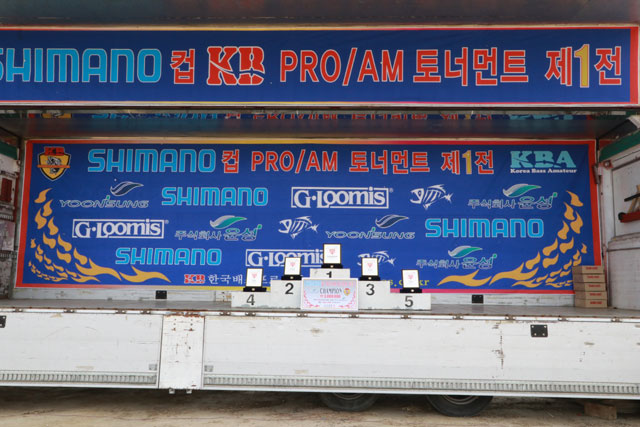 SHIMANO 컵 KB PRO/AM 토너먼트 제1전
SHIMANO 컵 PRO/AM 토너먼트 제1전
KBA
Korea Bass Amateur
YOONSUNG SHIMANO G·Loomis® 주식회사 윤성
G·Loomis® 주식회사 윤성 YOONSUNG SHIMANO
SHIMANO G·Loomis 주식회사 윤성
KSB 한국배
1
2 3
4 5
CHAMPION